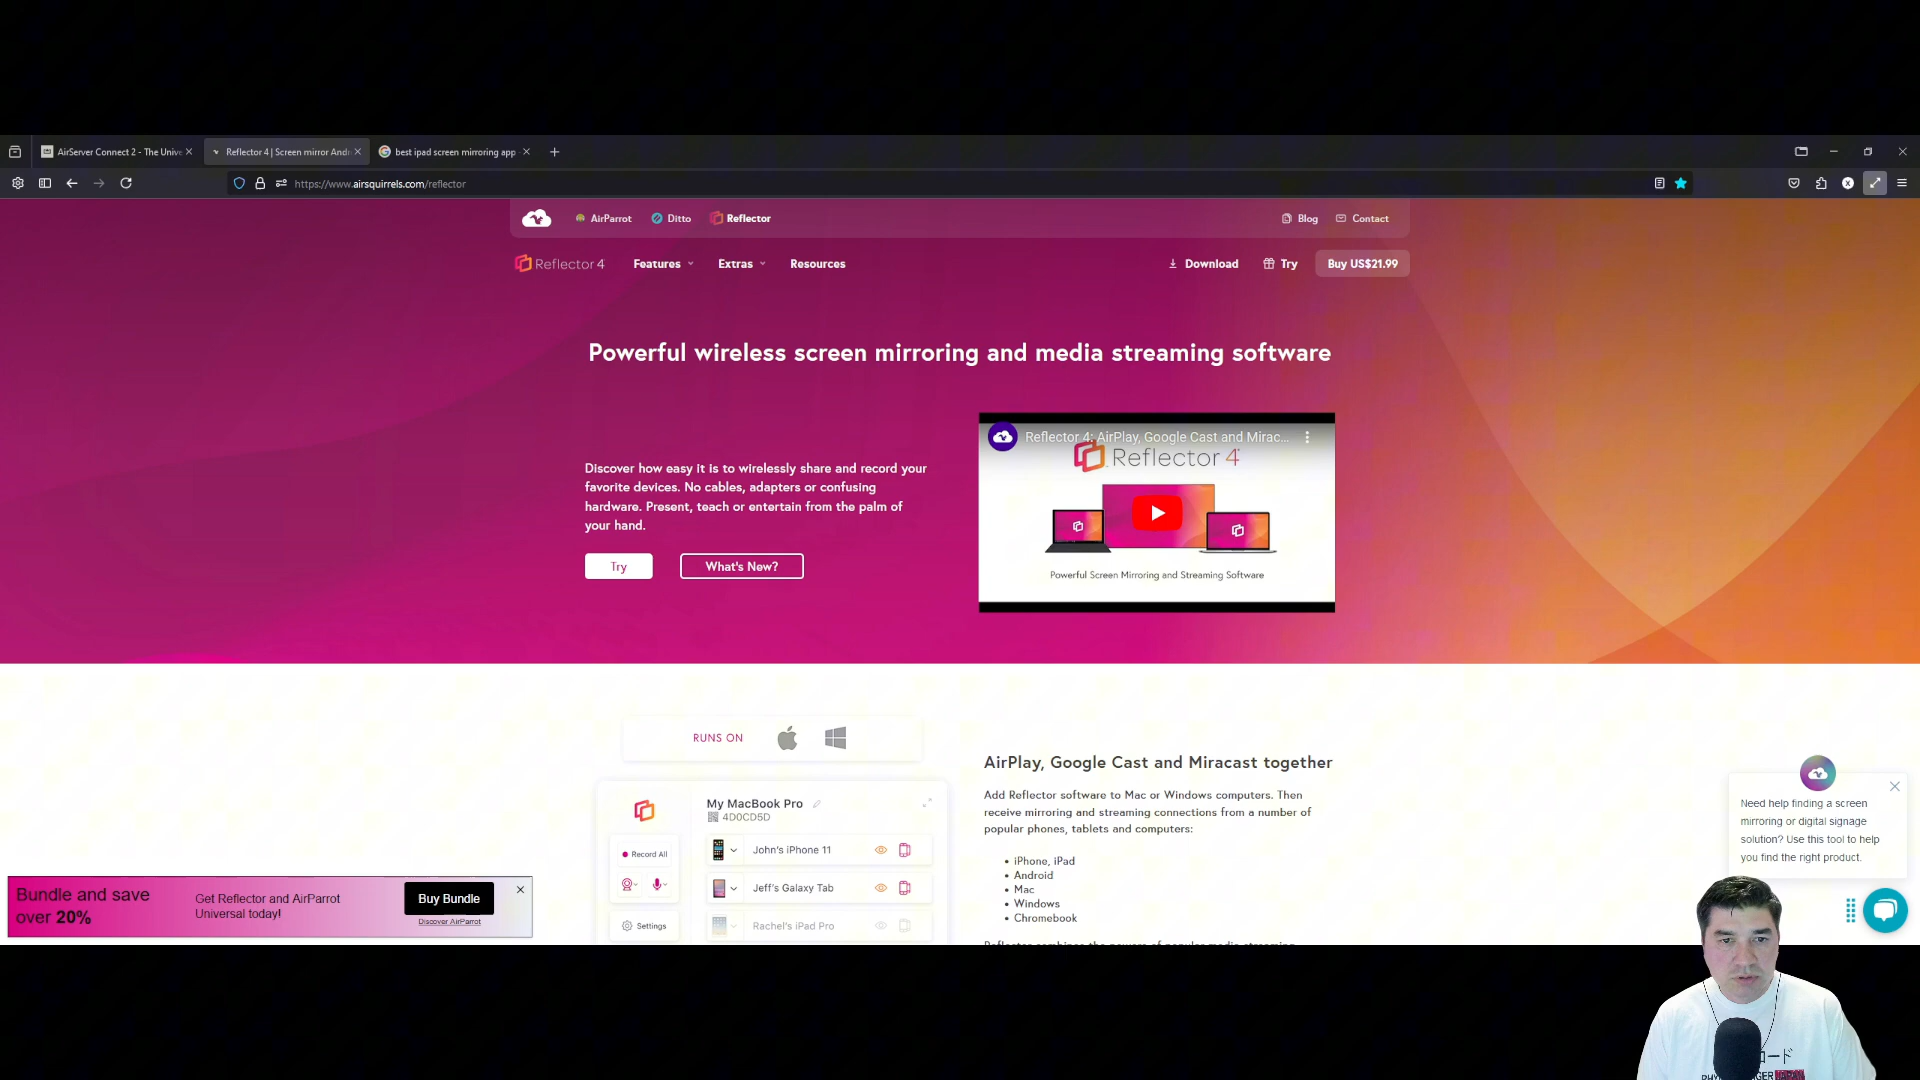 AirServer Connect 2 - The Unive
Reflector 4 | Screen mirror Andr
best ipad screen mirroring app -
https://www.airsquirrels.com/reflector
AirParrot
Ditto
Reflector
Blog
Contact
Reflector 4
Features
Extras
Resources
Download
Try
Buy US$21.99
Powerful wireless screen mirroring and media streaming software
Discover how easy it is to wirelessly share and record your
favorite devices. No cables, adapters or confusing
hardware. Present, teach or entertain from the palm of
your hand.
Try
What's New?
Reflector 4: AirPlay, Google Cast and Mirac...
Reflector 4
Powerful Screen Mirroring and Streaming Software
RUNS ON
My MacBook Pro
4D0CD5D
Record All
John's iPhone 11
Jeff's Galaxy Tab
Settings
Rachel's iPad Pro
AirPlay, Google Cast and Miracast together
Add Reflector software to Mac or Windows computers. Then
receive mirroring and streaming connections from a number of
popular phones, tablets and computers:
• iPhone, iPad
• Android
• Mac
• Windows
• Chromebook
Need help finding a screen
mirroring or digital signage
solution? Use this tool to help
you find the right product.
Bundle and save
over 20%
Get Reflector and AirParrot
Universal today!
Buy Bundle
Discover AirParrot
コード